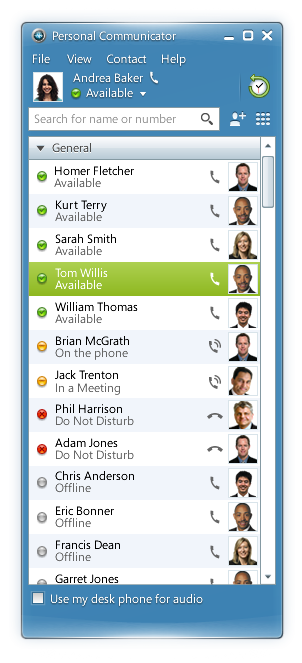 Personal Communicator
File View Contact Help
Andrea Baker
Available
Search for name or number
General
Homer Fletcher
Available
Kurt Terry
Available
Sarah Smith
Available
Tom Willis
Available
William Thomas
Available
Brian McGrath
On the phone
Jack Trenton
In a Meeting
Phil Harrison
Do Not Disturb
Adam Jones
Do Not Disturb
Chris Anderson
Offline
Eric Bonner
Offline
Francis Dean
Offline
Garret Jones
Use my desk phone for audio